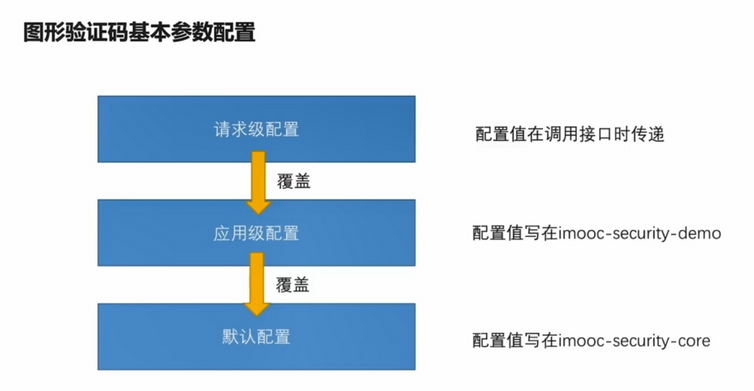 图形验证码基本参数配置
请求级配置
配置值在调用接口时传递
覆盖
应用级配置
配置值写在imooc-security-demo
覆盖
默认配置
配置值写在imooc-security-core